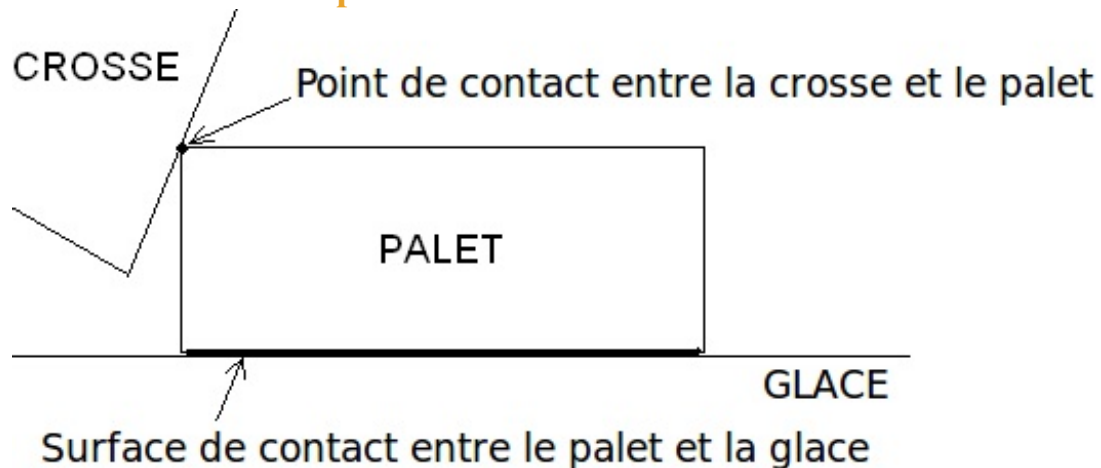 CROSSE
Point de contact entre la crosse et le palet
PALET
GLACE
Surface de contact entre le palet et la glace